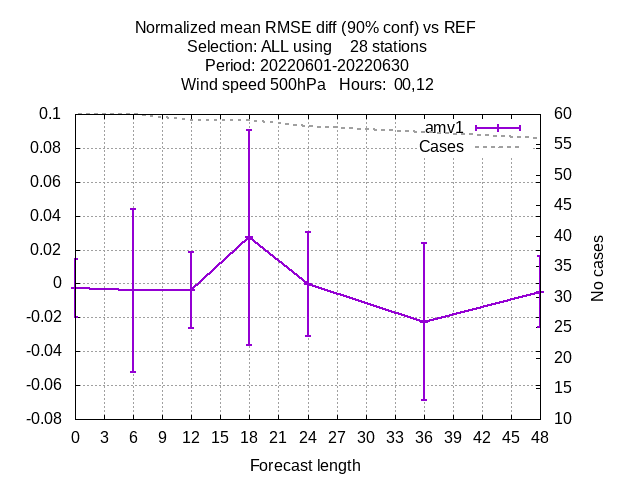 Normalized mean RMSE diff (90% conf) vs REF
Selection: ALL using    28 stations
Period: 20220601-20220630
Wind speed 500hPa   Hours:  00,12
0.1
0.08
0.06
0.04
0.02
0
-0.02
-0.04
-0.06
-0.08
amv1
Cases
60
55
50
45
40
35
30
25
20
15
10
No cases
0 3 6 9 12 15 18 21 24 27 30 33 36 39 42 45 48
Forecast length